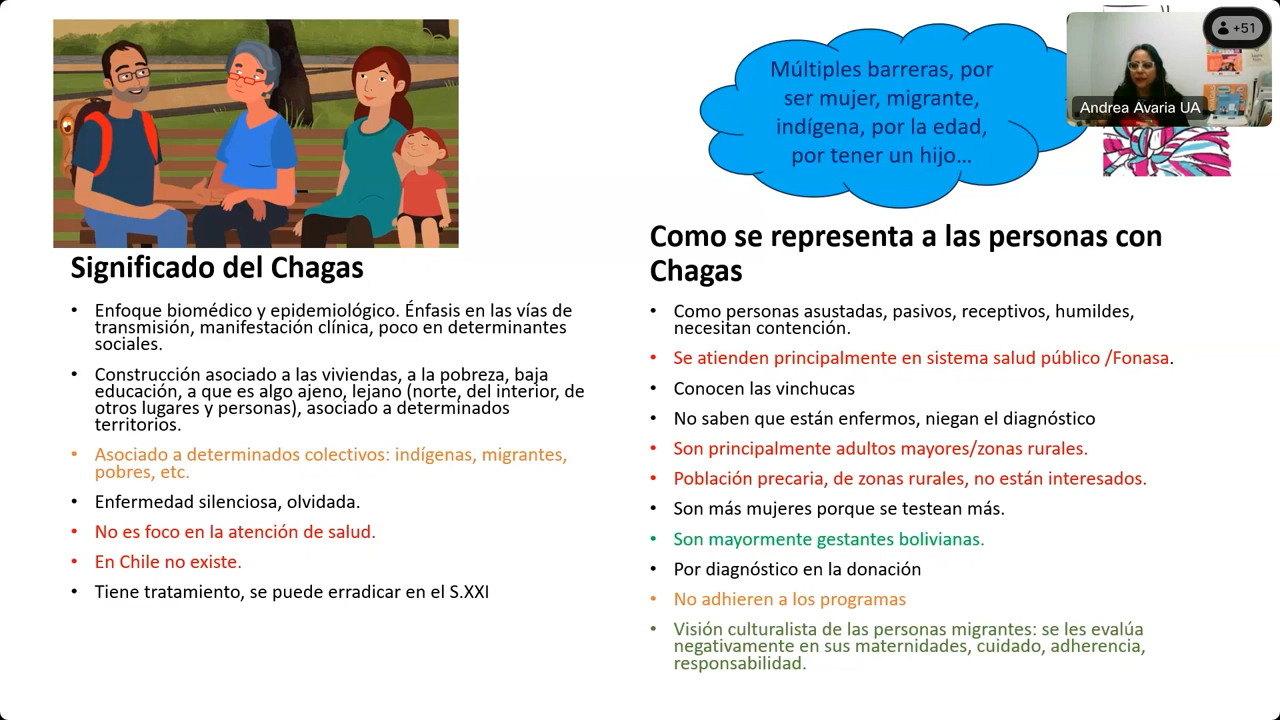 Múltiples barreras, por
ser mujer, migrante,
indígena, por la edad,
por tener un hijo...
+51
Andrea Avaria UA
Significado del Chagas
• Enfoque biomédico y epidemiológico. Énfasis en las vías de
transmisión, manifestación clínica, poco en determinantes
sociales.
• Construcción asociado a las viviendas, a la pobreza, baja
educación, a que es algo ajeno, lejano (norte, del interior, de
otros lugares y personas), asociado a determinados
territorios.
• Asociado a determinados colectivos: indígenas, migrantes,
pobres, etc.
• Enfermedad silenciosa, olvidada.
• No es foco en la atención de salud.
• En Chile no existe.
• Tiene tratamiento, se puede erradicar en el S.XXI
Como se representa a las personas con
Chagas
• Como personas asustadas, pasivos, receptivos, humildes,
necesitan contención.
• Se atienden principalmente en sistema salud público /Fonasa.
• Conocen las vinchucas
• No saben que están enfermos, niegan el diagnóstico
• Son principalmente adultos mayores/zonas rurales.
• Población precaria, de zonas rurales, no están interesados.
• Son más mujeres porque se testean más.
• Son mayormente gestantes bolivianas.
• Por diagnóstico en la donación
• No adhieren a los programas
• Visión culturalista de las personas migrantes: se les evalúa
negativamente en sus maternidades, cuidado, adherencia,
responsabilidad.